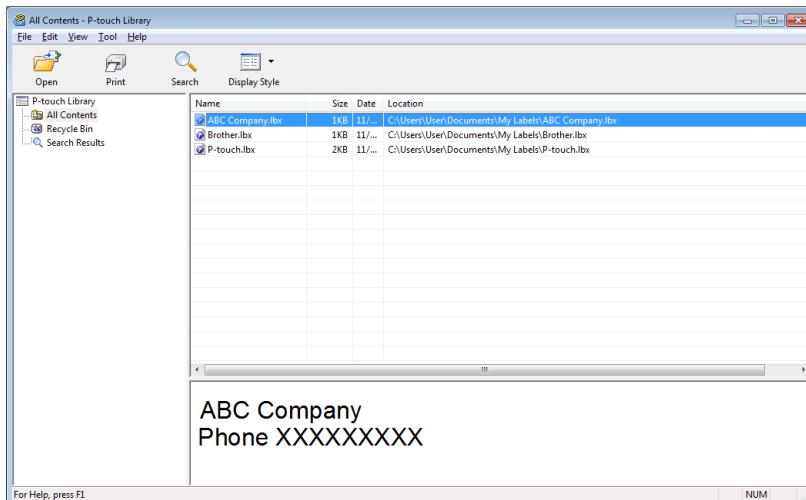 All Contents - P-touch Library
File Edit View Tool Help
Open Print Search Display Style
P-touch Library
All Contents
Recycle Bin
Search Results
Name Size Date Location
ABC Company.lbx 1KB 11/... C:\Users\User\Documents\My Labels\ABC Company.lbx
Brother.lbx 1KB 11/... C:\Users\User\Documents\My Labels\Brother.lbx
P-touch.lbx 2KB 11/... C:\Users\User\Documents\My Labels\P-touch.lbx
ABC Company
Phone XXXXXXXXX
For Help, press F1 NUM